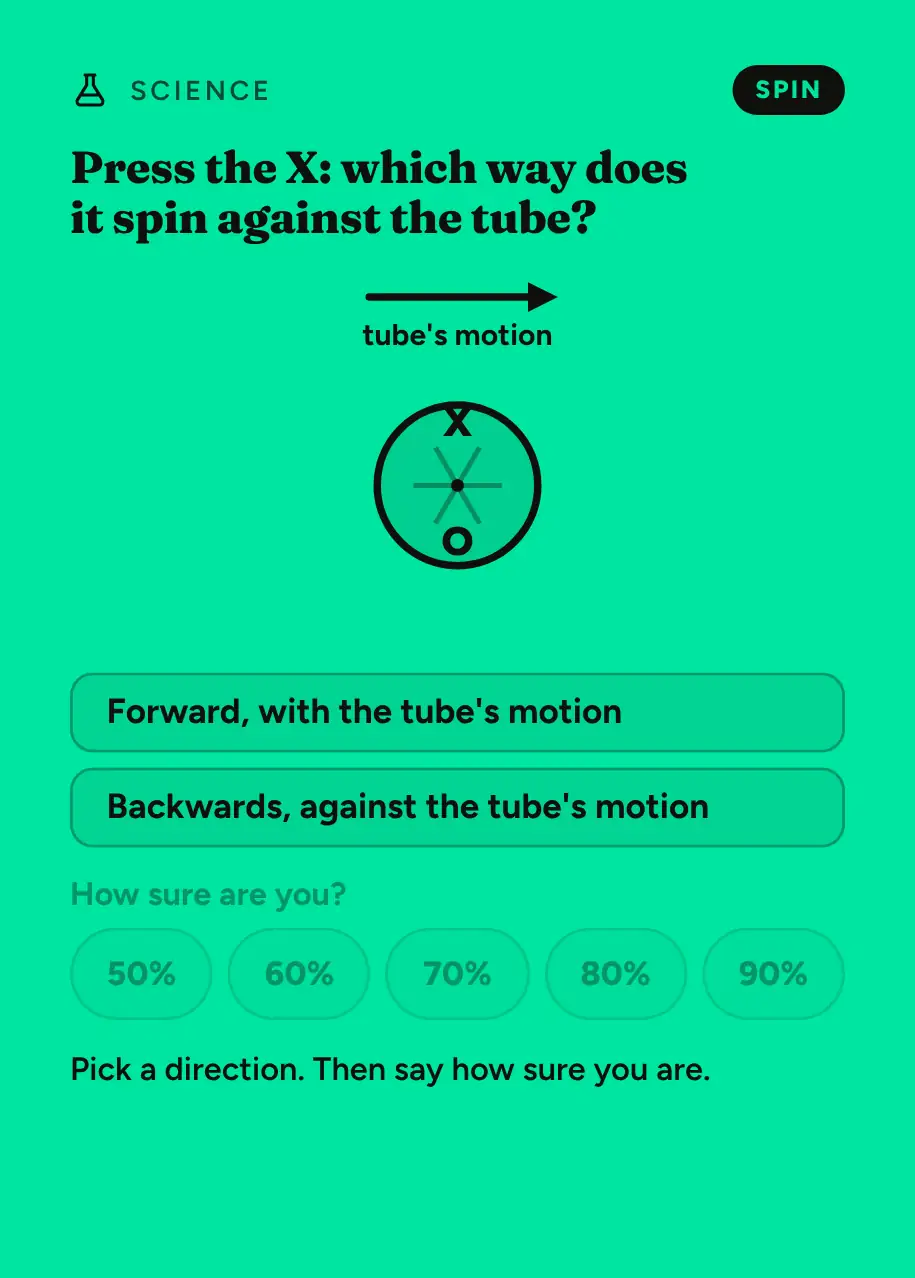 SCIENCE
SPIN
Press the X: which way does
it spin against the tube?
tube's motion
X
O
Forward, with the tube's motion
Backwards, against the tube's motion
How sure are you?
50% 60% 70% 80% 90%
Pick a direction. Then say how sure you are.